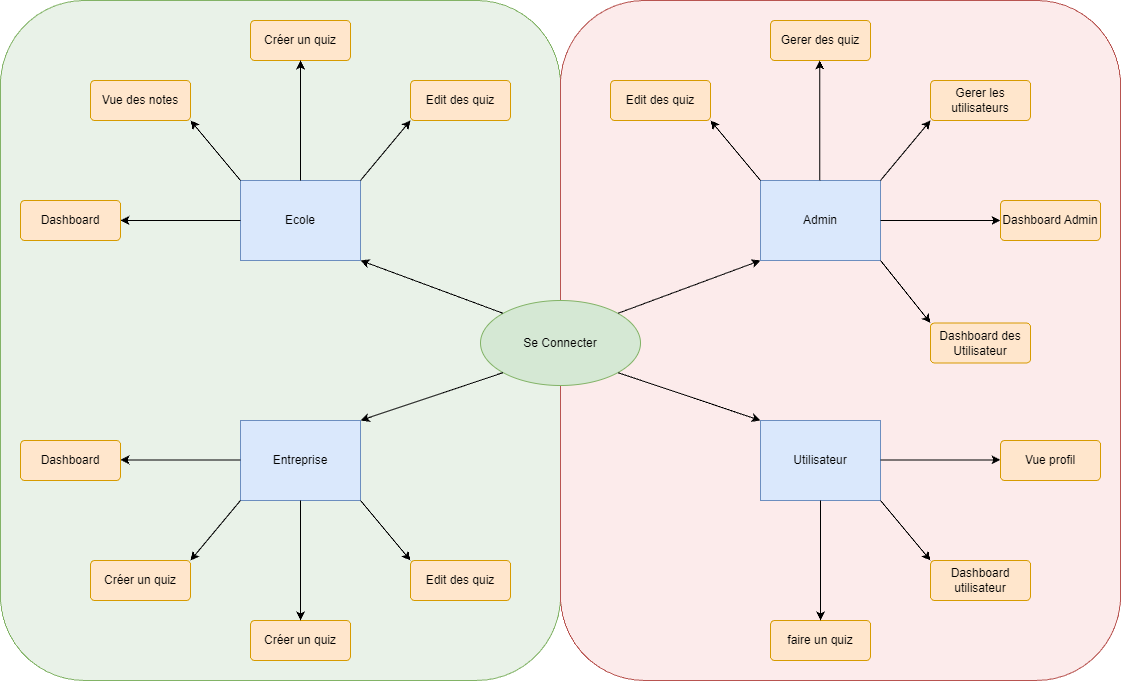 Créer un quiz
Vue des notes
Edit des quiz
Dashboard
Ecole
Gerer des quiz
Edit des quiz
Gerer les
utilisateurs
Admin
Dashboard Admin
Dashboard des
Utilisateur
Se Connecter
Dashboard
Entreprise
Créer un quiz
Edit des quiz
Créer un quiz
Utilisateur
Vue profil
Dashboard
utilisateur
faire un quiz